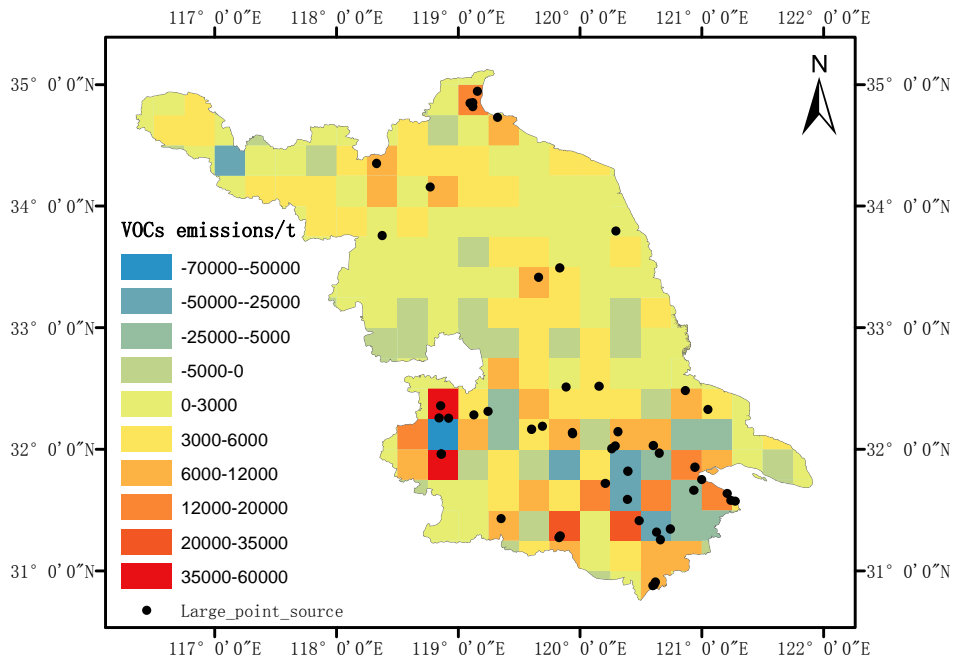 117° 0'0"E 118° 0'0"E 119° 0'0"E 120° 0'0"E 121° 0'0"E 122° 0'0"E
N
35° 0'0"N 35° 0'0"N
34° 0'0"N 34° 0'0"N
VOCs emissions/t
-70000--50000
-50000--25000
33° 0'0"N 33° 0'0"N
-25000--5000
-5000-0
0-3000
3000-6000
32° 0'0"N 32° 0'0"N
6000-12000
12000-20000
20000-35000
31° 0'0"N 31° 0'0"N
35000-60000
Large_point_source
117° 0'0"E 118° 0'0"E 119° 0'0"E 120° 0'0"E 121° 0'0"E 122° 0'0"E